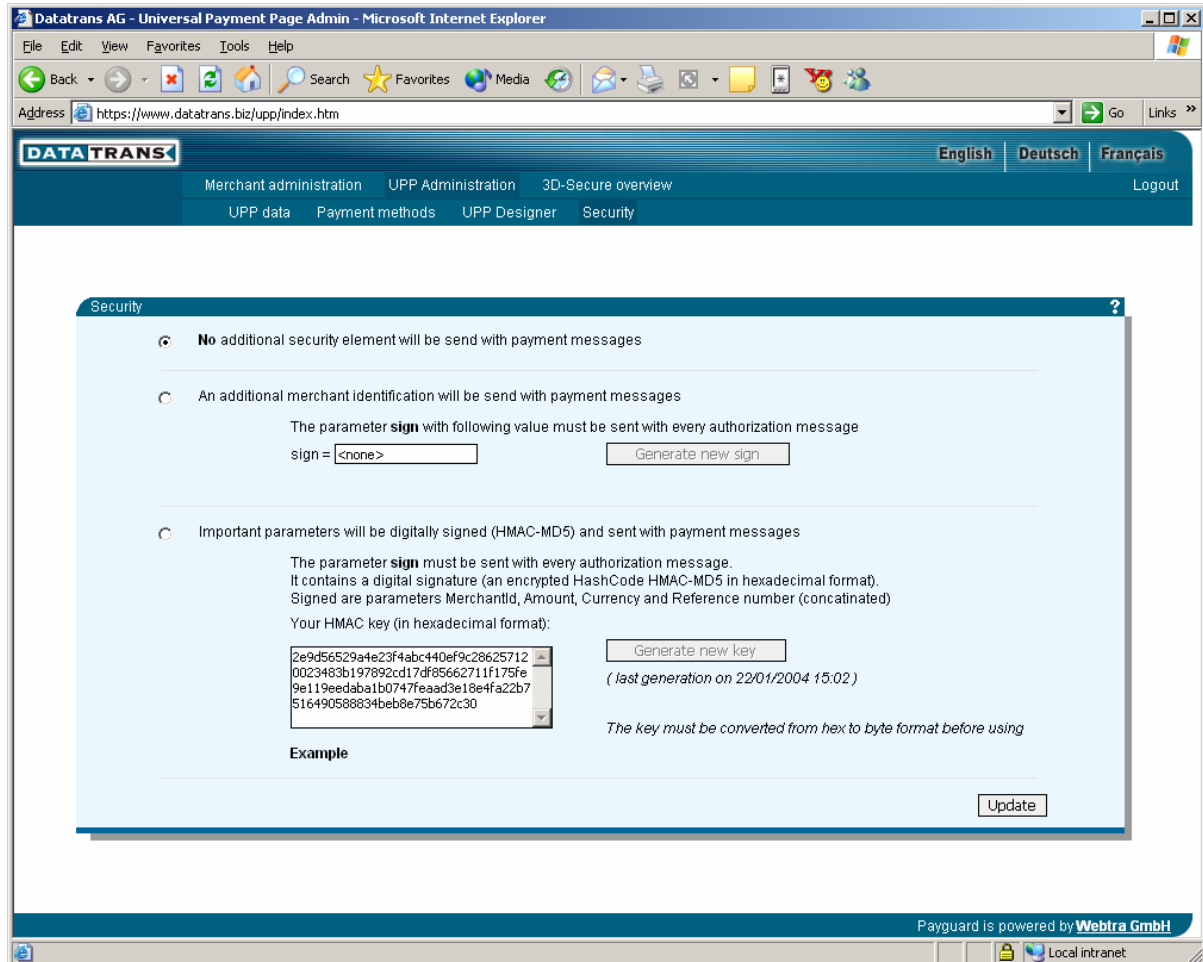 Datatrans AG - Universal Payment Page Admin - Microsoft Internet Explorer
File Edit View Favorites Tools Help
Back Search Favorites Media
Address https://www.datatrans.biz/upp/index.htm Go Links »
DATATRANS English Deutsch Français
Merchant administration UPP Administration 3D-Secure overview Logout
UPP data Payment methods UPP Designer Security
Security ?
No additional security element will be send with payment messages
An additional merchant identification will be send with payment messages
The parameter sign with following value must be sent with every authorization message
sign = <none> Generate new sign
Important parameters will be digitally signed (HMAC-MD5) and sent with payment messages
The parameter sign must be sent with every authorization message.
It contains a digital signature (an encrypted HashCode HMAC-MD5 in hexadecimal format).
Signed are parameters MerchantId, Amount, Currency and Reference number (concatinated)
Your HMAC key (in hexadecimal format):
2e9d56529a4e23f4abc440ef9c28625712 Generate new key
0023483b197892cd17df85662711f175fe
9e119eedaba1b0747feaad3e18e4fa22b7 ( last generation on 22/01/2004 15:02 )
516490588834beb8e75b672c30
The key must be converted from hex to byte format before using
Example
Update
Payguard is powered by Webtra GmbH
Local intranet